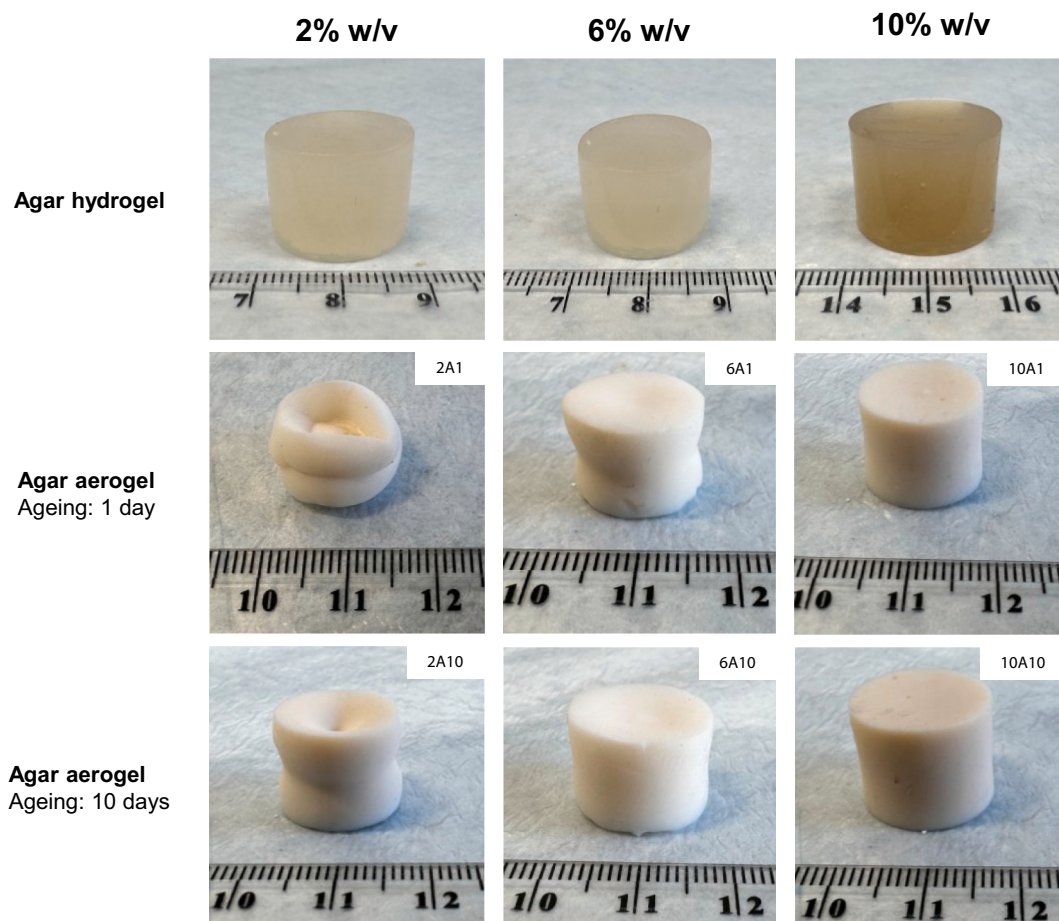 2% w/v
6% w/v
10% w/v
Agar hydrogel
7 8 9
7 8 9
14 15 16
2A1
6A1
10A1
Agar aerogel
Ageing: 1 day
10 11 12
10 11 12
10 11 12
2A10
6A10
10A10
Agar aerogel
Ageing: 10 days
10 11 12
10 11 12
10 11 12